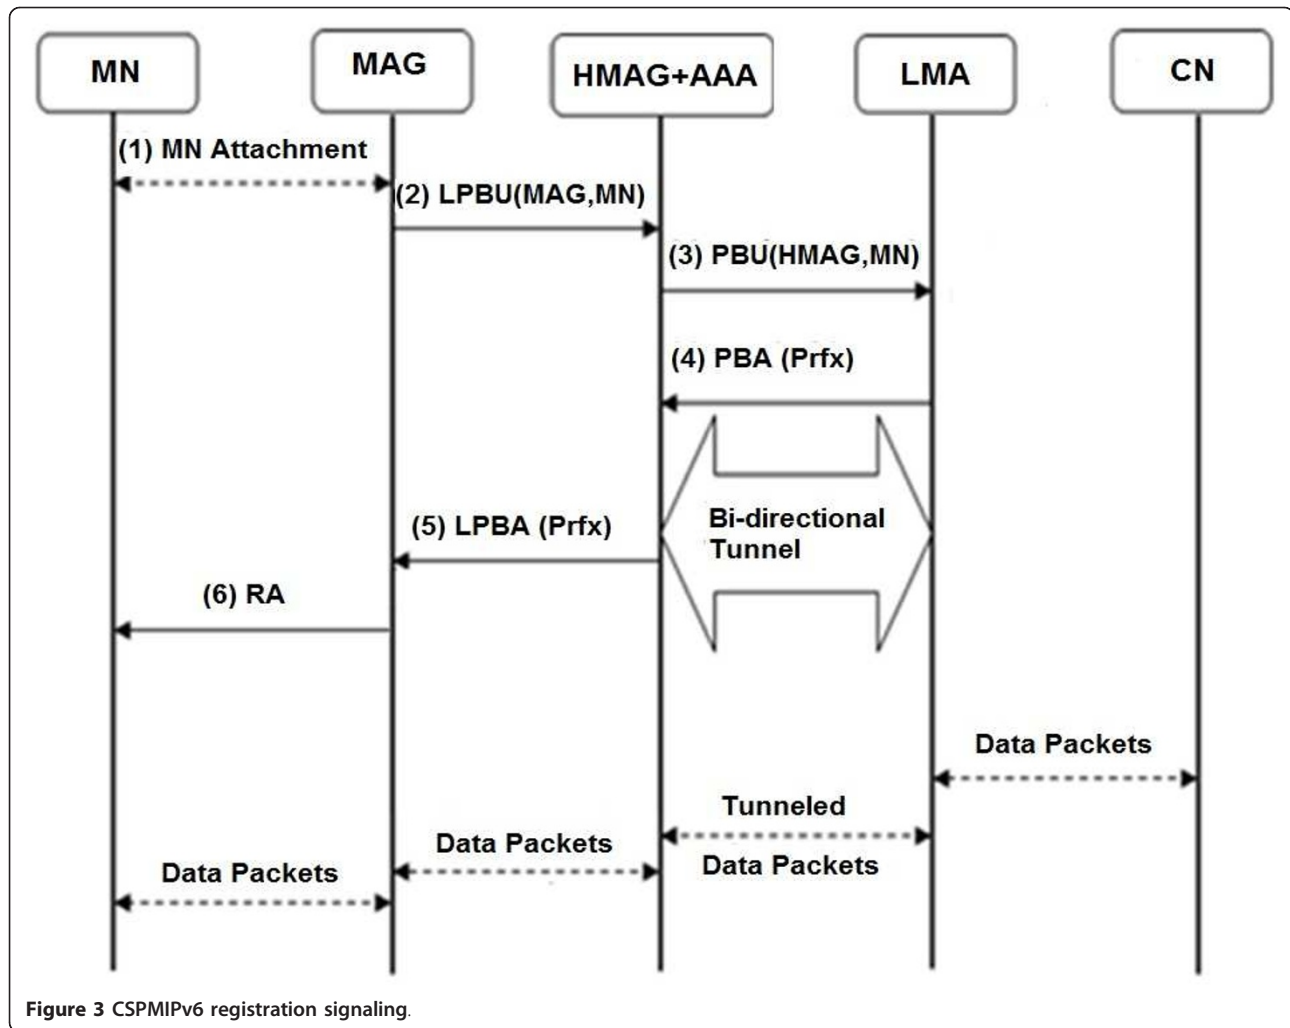 MN
MAG
HMAG+AAA
LMA
CN
(1) MN Attachment
(2) LPBU(MAG,MN)
(3) PBU(HMAG,MN)
(4) PBA (Prfx)
Bi-directional
Tunnel
(5) LPBA (Prfx)
(6) RA
Data Packets
Tunneled
Data Packets
Data Packets
Data Packets
Figure 3 CSPMIPv6 registration signaling.